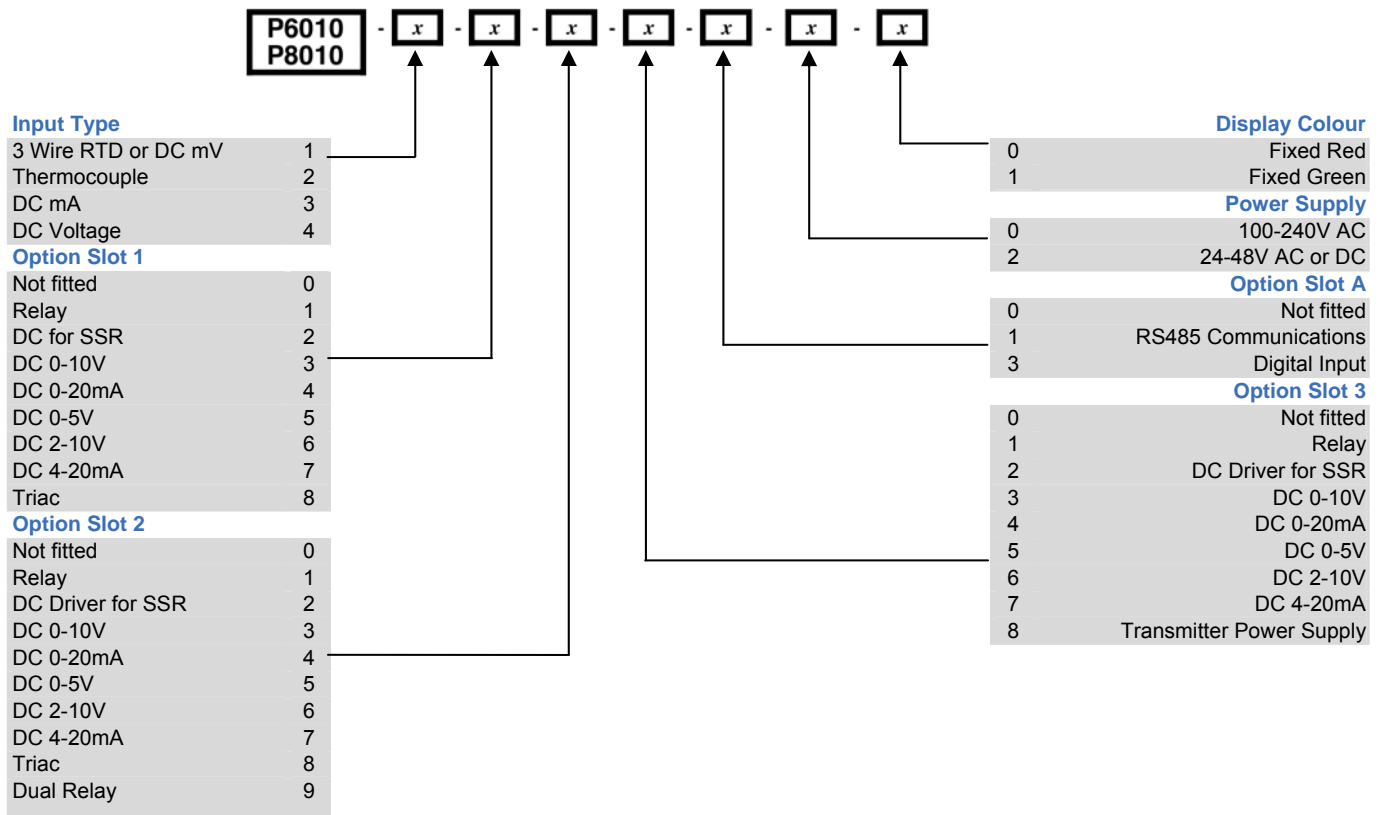 P6010
P8010
- x - x - x - x - x - x - x
Input Type
3 Wire RTD or DC mV 1
Thermocouple 2
DC mA 3
DC Voltage 4
Option Slot 1
Not fitted 0
Relay 1
DC for SSR 2
DC 0-10V 3
DC 0-20mA 4
DC 0-5V 5
DC 2-10V 6
DC 4-20mA 7
Triac 8
Option Slot 2
Not fitted 0
Relay 1
DC Driver for SSR 2
DC 0-10V 3
DC 0-20mA 4
DC 0-5V 5
DC 2-10V 6
DC 4-20mA 7
Triac 8
Dual Relay 9
Display Colour
0 Fixed Red
1 Fixed Green
Power Supply
0 100-240V AC
2 24-48V AC or DC
Option Slot A
0 Not fitted
1 RS485 Communications
3 Digital Input
Option Slot 3
0 Not fitted
1 Relay
2 DC Driver for SSR
3 DC 0-10V
4 DC 0-20mA
5 DC 0-5V
6 DC 2-10V
7 DC 4-20mA
8 Transmitter Power Supply